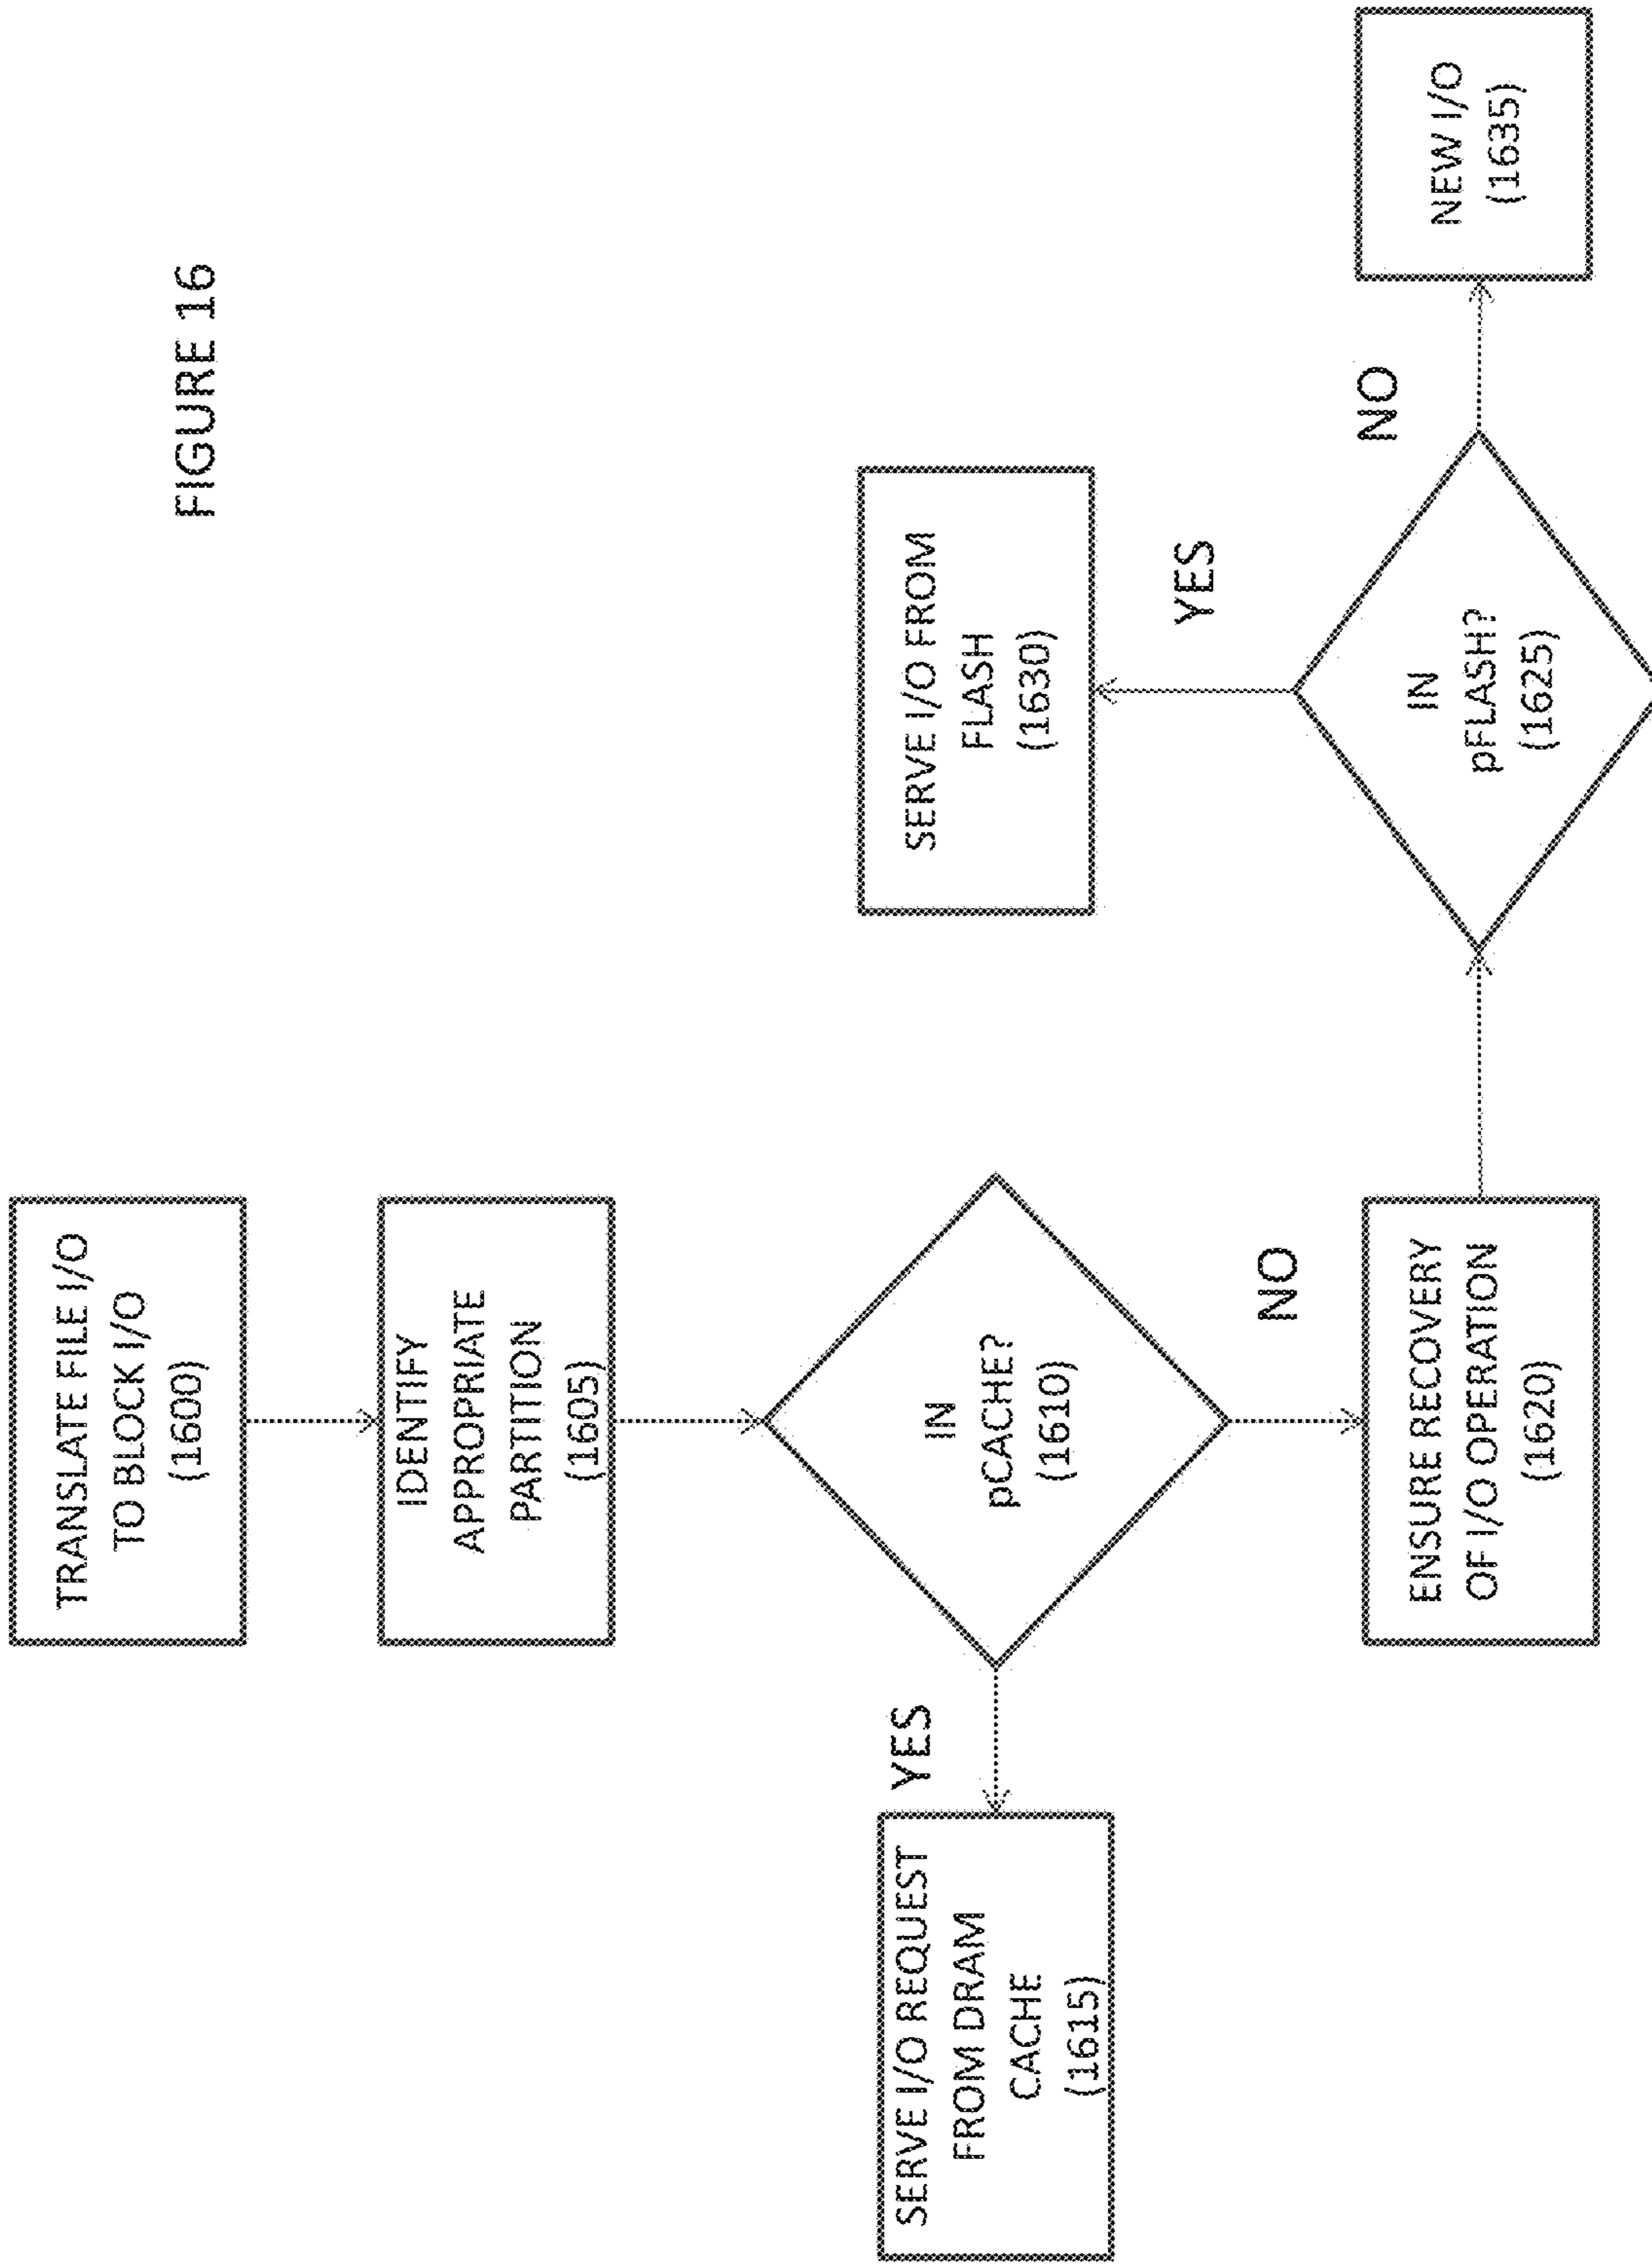 FIGURE 16
TRANSLATE FILE I/O
TO BLOCK I/O
(1600)
IDENTIFY
APPROPRIATE
PARTITION
(1605)
IN
pCACHE?
(1610)
YES
SERVE I/O REQUEST
FROM DRAM
CACHE
(1615)
NO
ENSURE RECOVERY
OF I/O OPERATION
(1620)
IN
pFLASH?
(1625)
YES
SERVE I/O FROM
FLASH
(1630)
NO
NEW I/O
(1635)